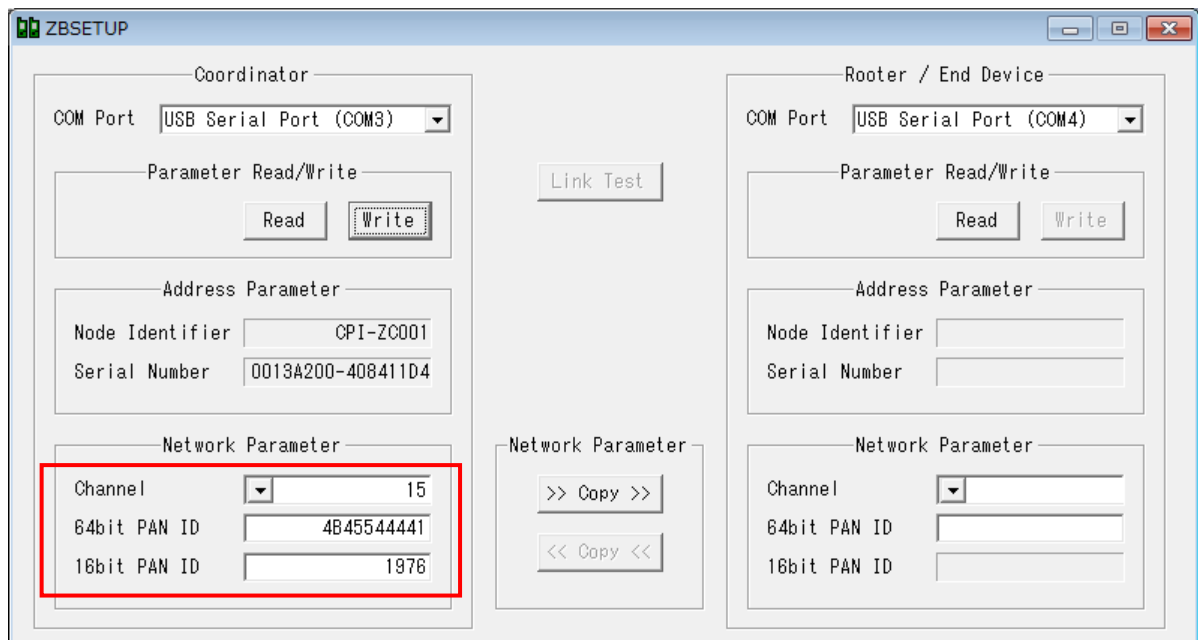 ZBSETUP
Coordinator
COM Port USB Serial Port (COM3)
Parameter Read/Write
Read Write
Address Parameter
Node Identifier CPI-ZC001
Serial Number 0013A200-408411D4
Network Parameter
Channel 15
64bit PAN ID 4B45544441
16bit PAN ID 1976
Link Test
Network Parameter
>> Copy >>
<< Copy <<
Rooter / End Device
COM Port USB Serial Port (COM4)
Parameter Read/Write
Read Write
Address Parameter
Node Identifier
Serial Number
Network Parameter
Channel
64bit PAN ID
16bit PAN ID